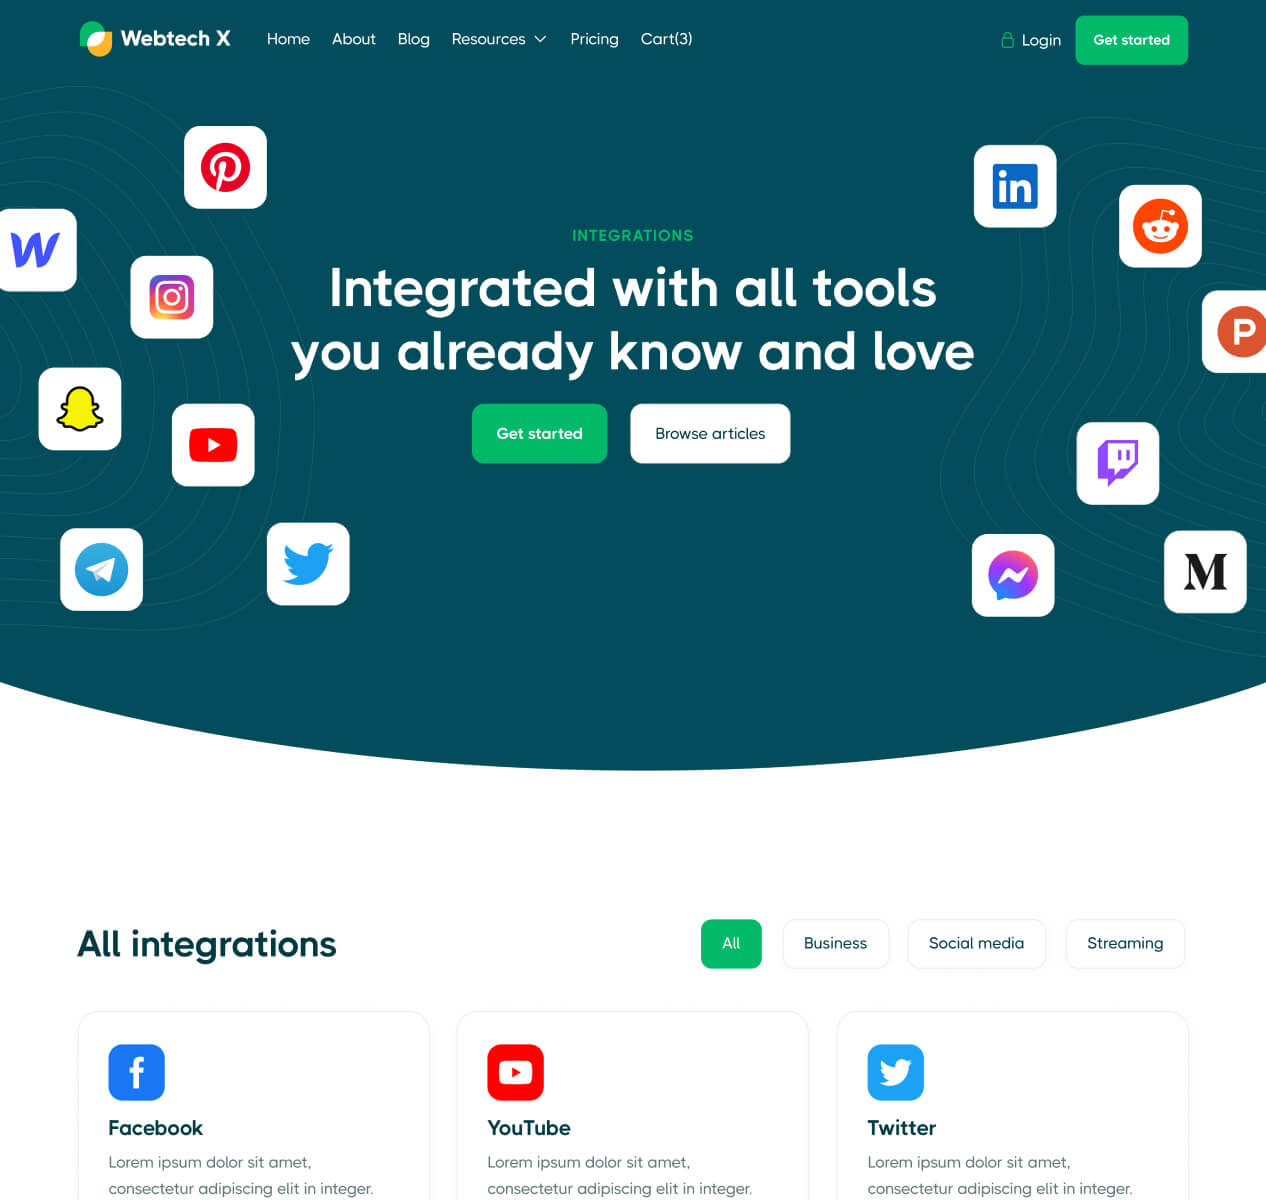 Webtech X
Home About Blog Resources Pricing Cart(3)
Login
Get started
INTEGRATIONS
Integrated with all tools
you already know and love
Get started
Browse articles
All integrations
All
Business
Social media
Streaming
Facebook
Lorem ipsum dolor sit amet,
consectetur adipiscing elit in integer.
YouTube
Lorem ipsum dolor sit amet,
consectetur adipiscing elit in integer.
Twitter
Lorem ipsum dolor sit amet,
consectetur adipiscing elit in integer.